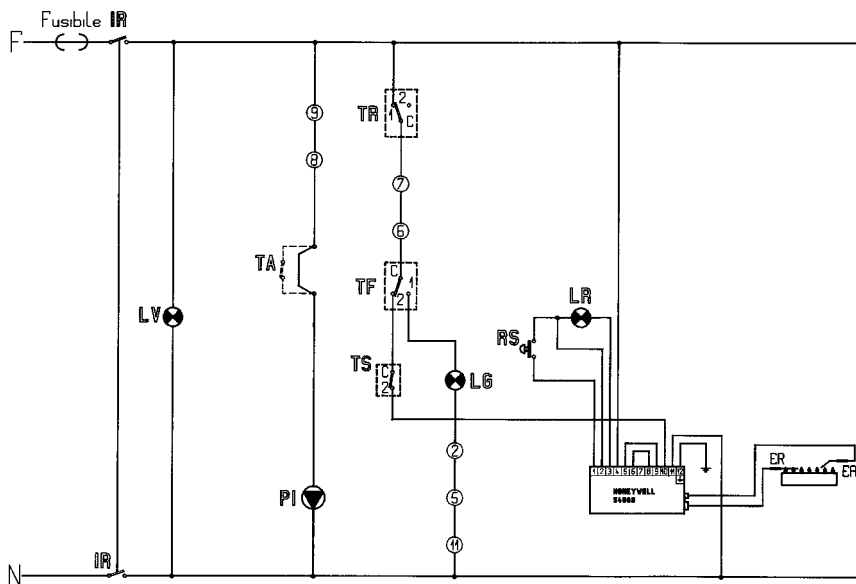 Fusibile IR
F
2
TR
1
C
9
8
7
6
TA
C
1
TF
2
LV
LR
RS
TS
C
2
LG
2
1 2 3 4 5 6 7 8 9 10 11 12
ER
ER
HONEYWELL
PI
5
11
IR
N